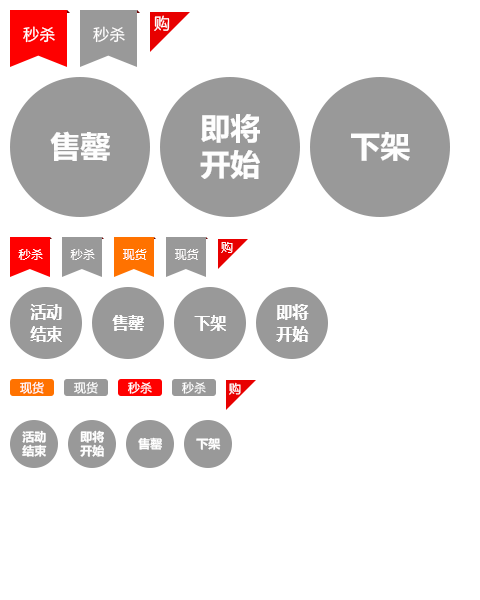 秒杀 秒杀 购
售罄 即将 下架
开始
秒杀 秒杀 现货 现货 购
活动 售罄 下架 即将
结束 开始
现货 现货 秒杀 秒杀 购
活动 即将 售罄 下架
结束 开始